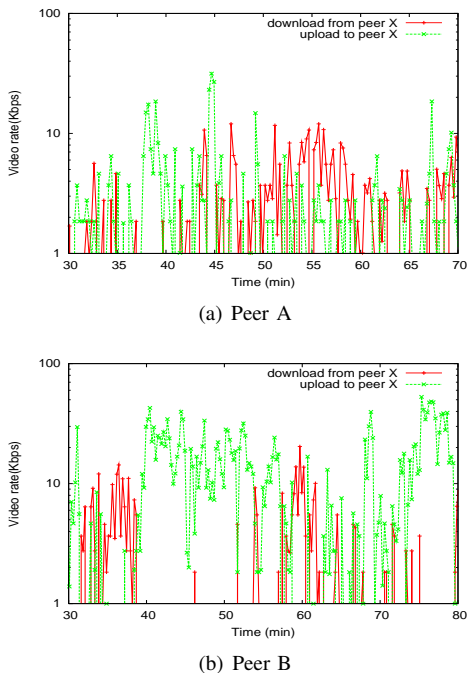 download from peer X
upload to peer X
Video rate(Kbps)
100
10
1
30 35 40 45 50 55 60 65 70
Time (min)
(a) Peer A
download from peer X
upload to peer X
Video rate(Kbps)
100
10
1
30 40 50 60 70 80
Time (min)
(b) Peer B